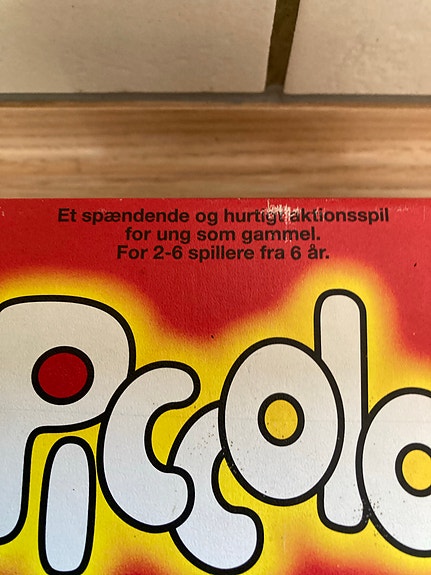 Et spændende og hurtigt aktionsspil
for ung som gammel.
For 2-6 spillere fra 6 år.
Piccolo